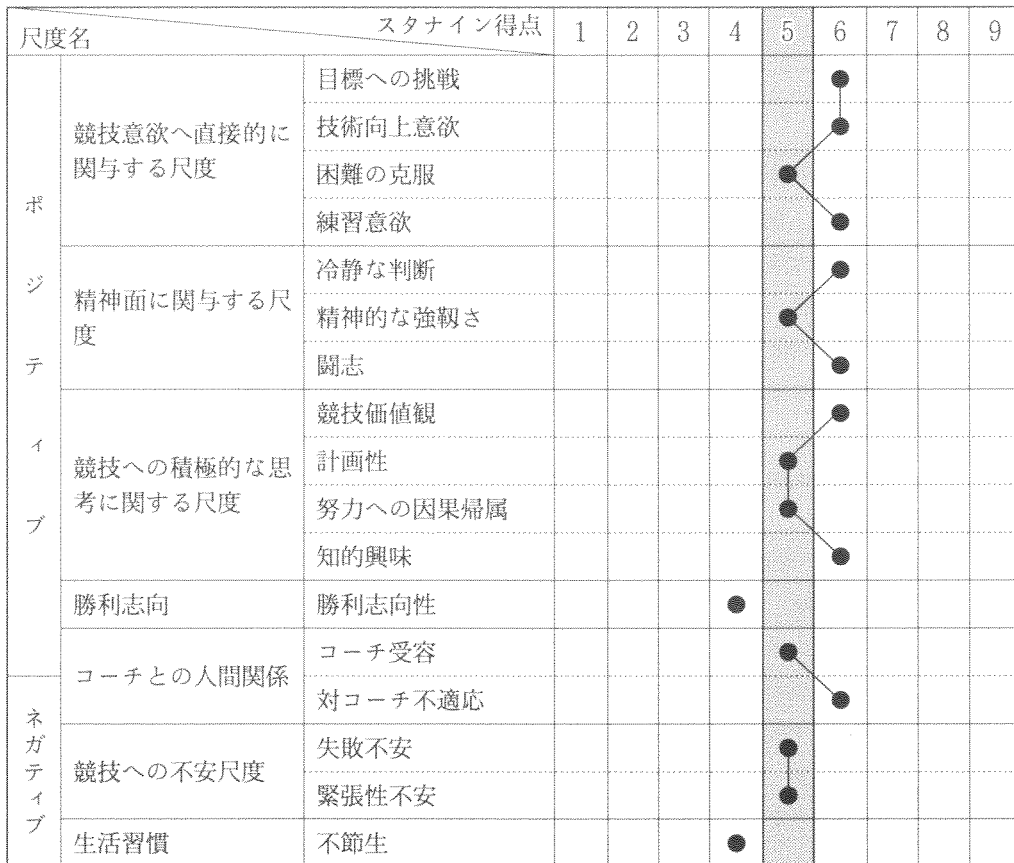 尺度名 スタナイン得点 1 2 3 4 5 6 7 8 9
ポジティブ
競技意欲へ直接的に
関与する尺度
目標への挑戦
技術向上意欲
困難の克服
練習意欲
精神面に関与する尺
度
冷静な判断
精神的な強靱さ
闘志
競技への積極的な思
考に関する尺度
競技価値観
計画性
努力への因果帰属
知的興味
勝利志向
勝利志向性
コーチとの人間関係
コーチ受容
対コーチ不適応
ネガティブ
競技への不安尺度
失敗不安
緊張性不安
生活習慣
不節生